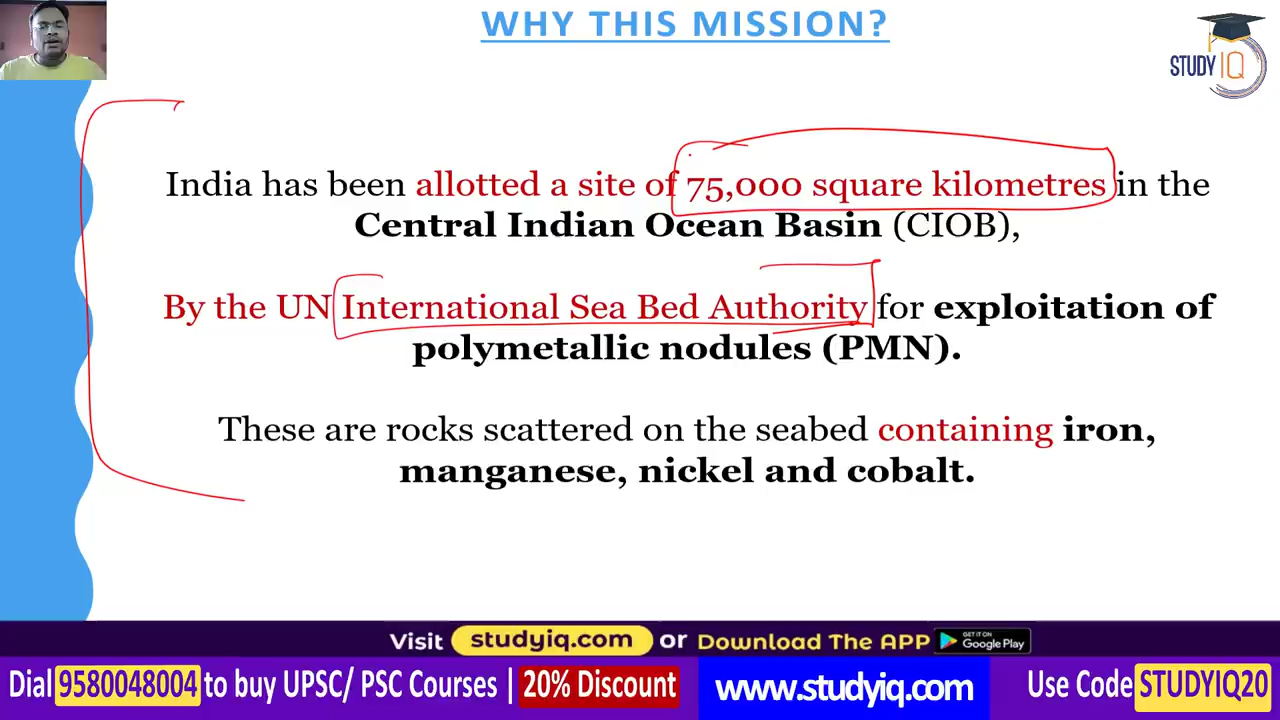 WHY THIS MISSION?
STUDY IQ
India has been allotted a site of 75,000 square kilometres in the
Central Indian Ocean Basin (CIOB),
By the UN International Sea Bed Authority for exploitation of
polymetallic nodules (PMN).
These are rocks scattered on the seabed containing iron,
manganese, nickel and cobalt.
Visit studyiq.com or Download The APP GET IT ON Google Play
Dial 9580048004 to buy UPSC/ PSC Courses | 20% Discount www.studyiq.com Use Code STUDYIQ20